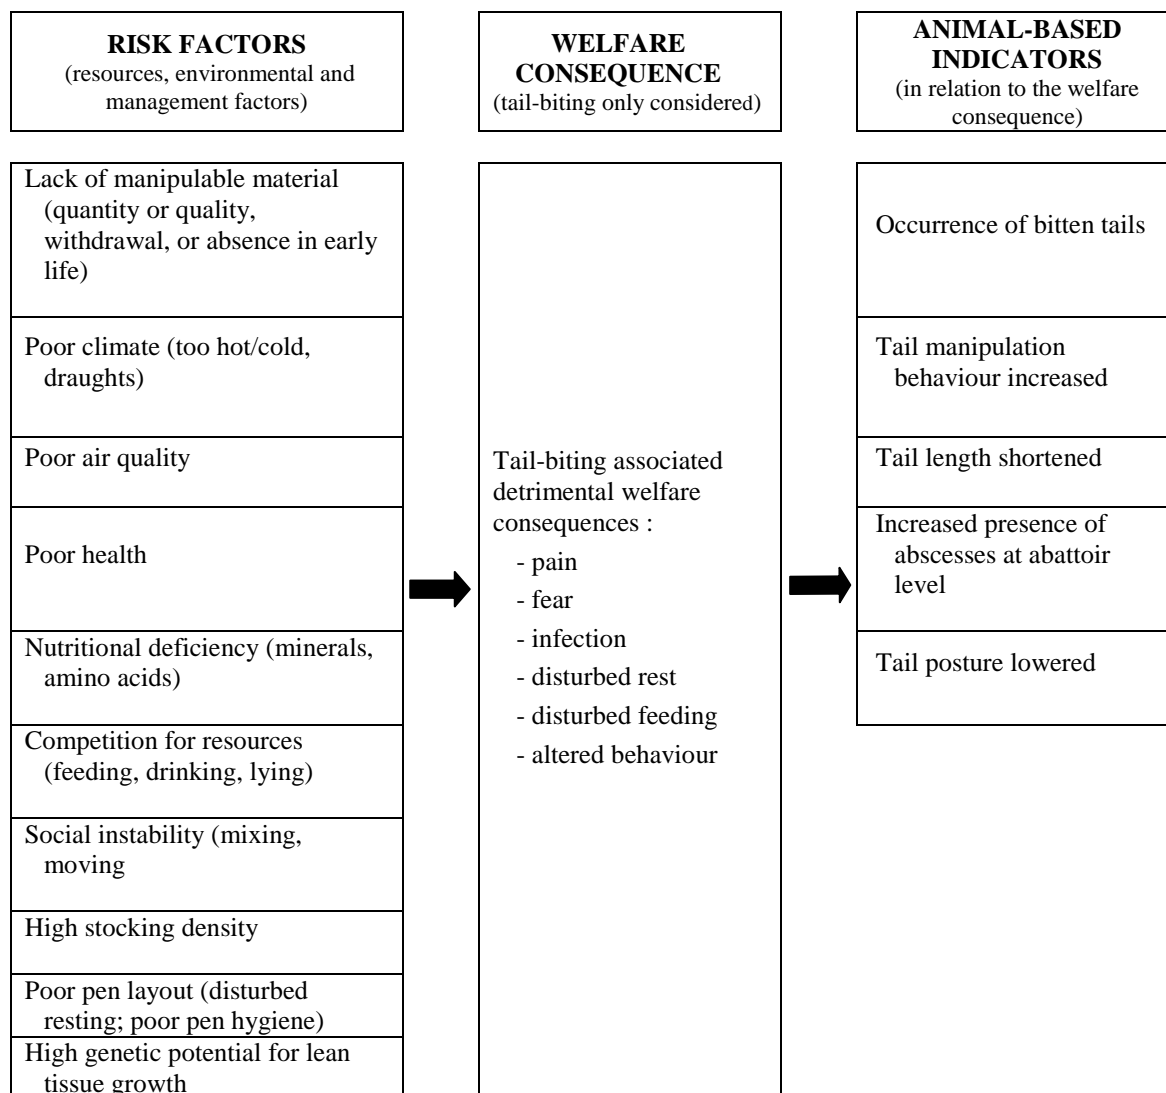 RISK FACTORS
(resources, environmental and
management factors)
WELFARE
CONSEQUENCE
(tail-biting only considered)
ANIMAL-BASED
INDICATORS
(in relation to the welfare
consequence)
Lack of manipulable material
(quantity or quality,
withdrawal, or absence in early
life)
Poor climate (too hot/cold,
draughts)
Poor air quality
Poor health
Nutritional deficiency (minerals,
amino acids)
Competition for resources
(feeding, drinking, lying)
Social instability (mixing,
moving
High stocking density
Poor pen layout (disturbed
resting; poor pen hygiene)
High genetic potential for lean
tissue growth
Tail-biting associated
detrimental welfare
consequences :
- pain
- fear
- infection
- disturbed rest
- disturbed feeding
- altered behaviour
Occurrence of bitten tails
Tail manipulation
behaviour increased
Tail length shortened
Increased presence of
abscesses at abattoir
level
Tail posture lowered